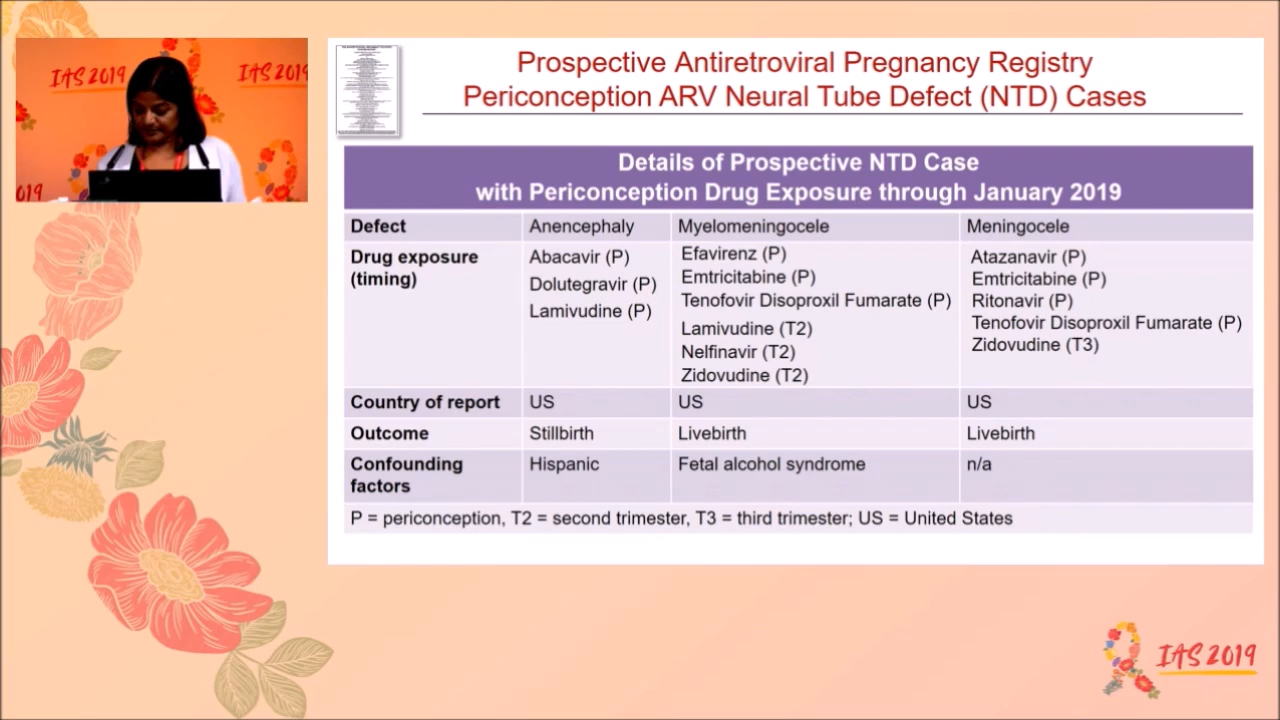 IAS 2019
IAS 2019
019
Prospective Antiretroviral Pregnancy Registry
Periconception ARV Neural Tube Defect (NTD) Cases
Details of Prospective NTD Case
with Periconception Drug Exposure through January 2019
Defect Anencephaly Myelomeningocele Meningocele
Drug exposure (timing)
Abacavir (P)
Dolutegravir (P)
Lamivudine (P)
Efavirenz (P)
Emtricitabine (P)
Tenofovir Disoproxil Fumarate (P)
Lamivudine (T2)
Nelfinavir (T2)
Zidovudine (T2)
Atazanavir (P)
Emtricitabine (P)
Ritonavir (P)
Tenofovir Disoproxil Fumarate (P)
Zidovudine (T3)
Country of report US US US
Outcome Stillbirth Livebirth Livebirth
Confounding factors Hispanic Fetal alcohol syndrome n/a
P = periconception, T2 = second trimester, T3 = third trimester; US = United States
IAS 2019